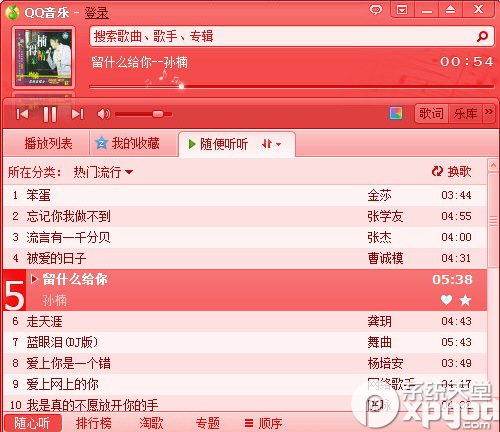 QQ音乐 - 登录
搜索歌曲、歌手、专辑
留什么给你--孙楠 00:54
歌词 乐库 »
播放列表 我的收藏 随便听听
所在分类: 热门流行 换歌
1 笨蛋 金莎 03:44
2 忘记你我做不到 张学友 04:55
3 流言有一千分贝 张杰 04:00
4 被爱的日子 曹诚模 04:31
5 留什么给你 05:38
孙楠
6 走天涯 龚玥 04:43
7 蓝眼泪(DJ版) 舞曲 05:43
8 爱上你是一个错 杨培安 03:49
9 爱上网上的你 网络歌手 04:47
10 我是真的不愿放开你的手
随心听 排行榜 淘歌 专题 顺序
系统天堂